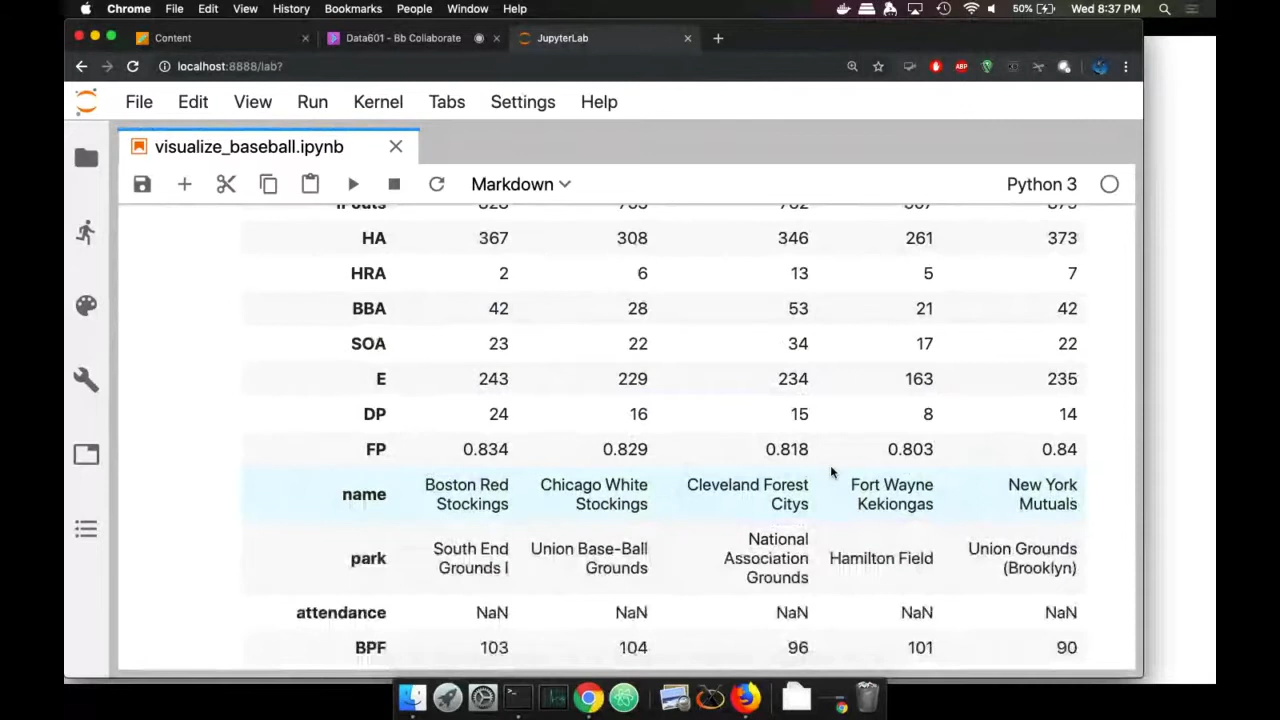 Chrome File Edit View History Bookmarks People Window Help 50% Wed 8:37 PM
Content Data601 - Bb Collaborate JupyterLab
localhost:8888/lab?
ABP
File Edit View Run Kernel Tabs Settings Help
visualize_baseball.ipynb
Markdown Python 3
HA 367 308 346 261 373
HRA 2 6 13 5 7
BBA 42 28 53 21 42
SOA 23 22 34 17 22
E 243 229 234 163 235
DP 24 16 15 8 14
FP 0.834 0.829 0.818 0.803 0.84
name Boston Red Stockings Chicago White Stockings Cleveland Forest Citys Fort Wayne Kekiongas New York Mutuals
park South End Grounds I Union Base-Ball Grounds National Association Grounds Hamilton Field Union Grounds (Brooklyn)
attendance NaN NaN NaN NaN NaN
BPF 103 104 96 101 90